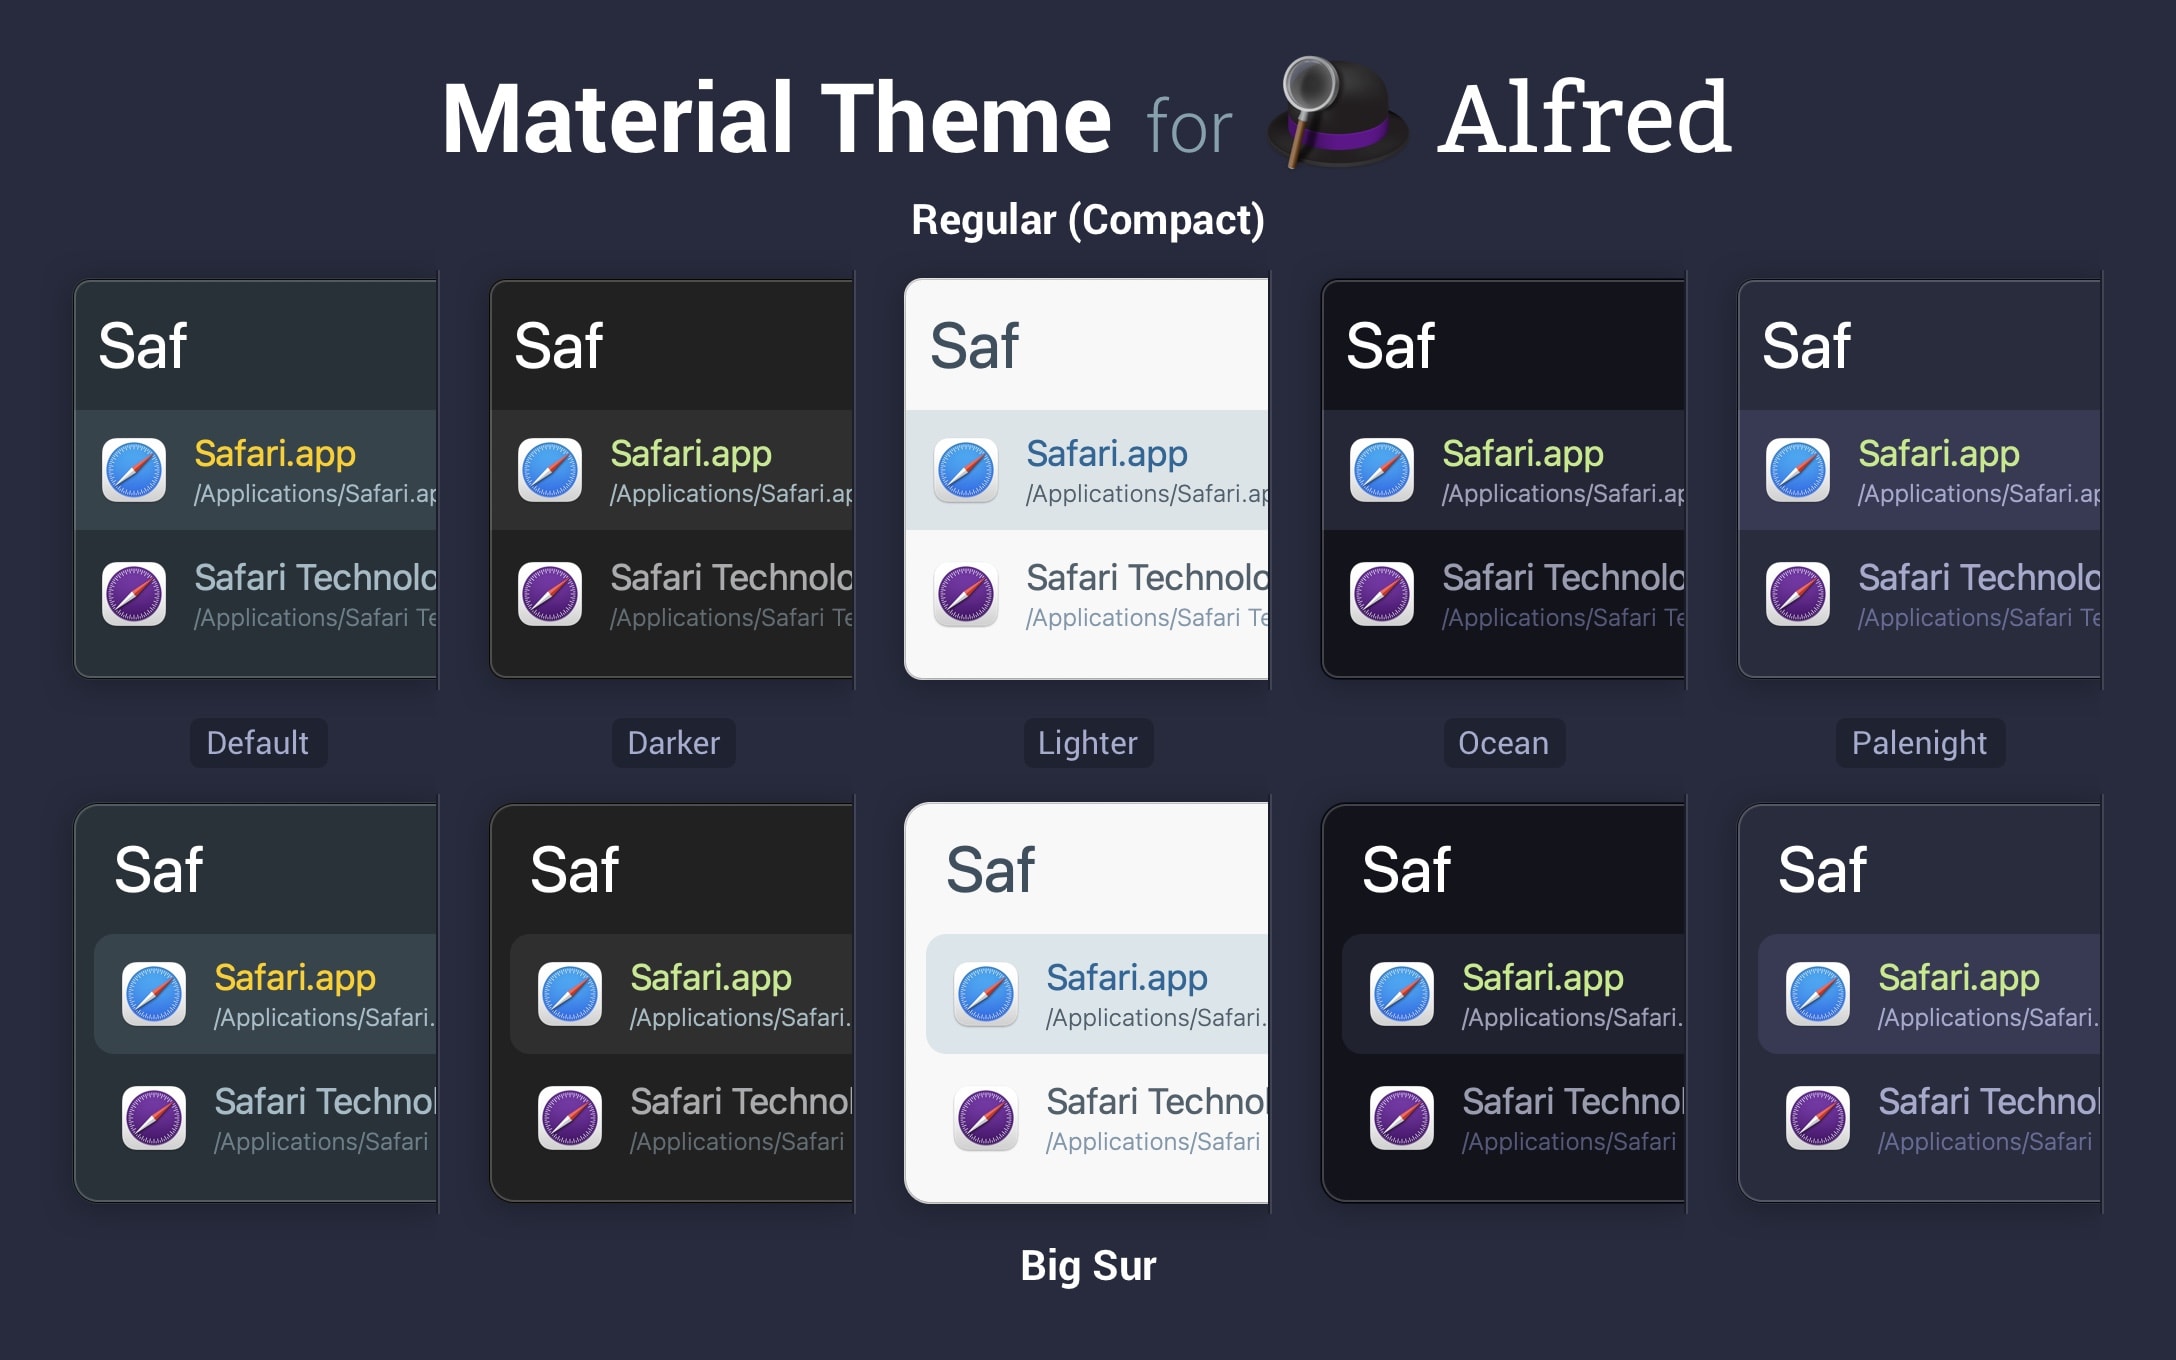 Material Theme for Alfred
Regular (Compact)
Saf
Safari.app
/Applications/Safari.ap
Safari Technolo
/Applications/Safari Te
Saf
Safari.app
/Applications/Safari.ap
Safari Technolo
/Applications/Safari Te
Saf
Safari.app
/Applications/Safari.ap
Safari Technolo
/Applications/Safari Te
Saf
Safari.app
/Applications/Safari.ap
Safari Technolo
/Applications/Safari Te
Saf
Safari.app
/Applications/Safari.ap
Safari Technolo
/Applications/Safari Te
Default
Darker
Lighter
Ocean
Palenight
Saf
Safari.app
/Applications/Safari.
Safari Technol
/Applications/Safari
Saf
Safari.app
/Applications/Safari.
Safari Technol
/Applications/Safari
Saf
Safari.app
/Applications/Safari.
Safari Technol
/Applications/Safari
Saf
Safari.app
/Applications/Safari.
Safari Technol
/Applications/Safari
Saf
Safari.app
/Applications/Safari.
Safari Technol
/Applications/Safari
Big Sur